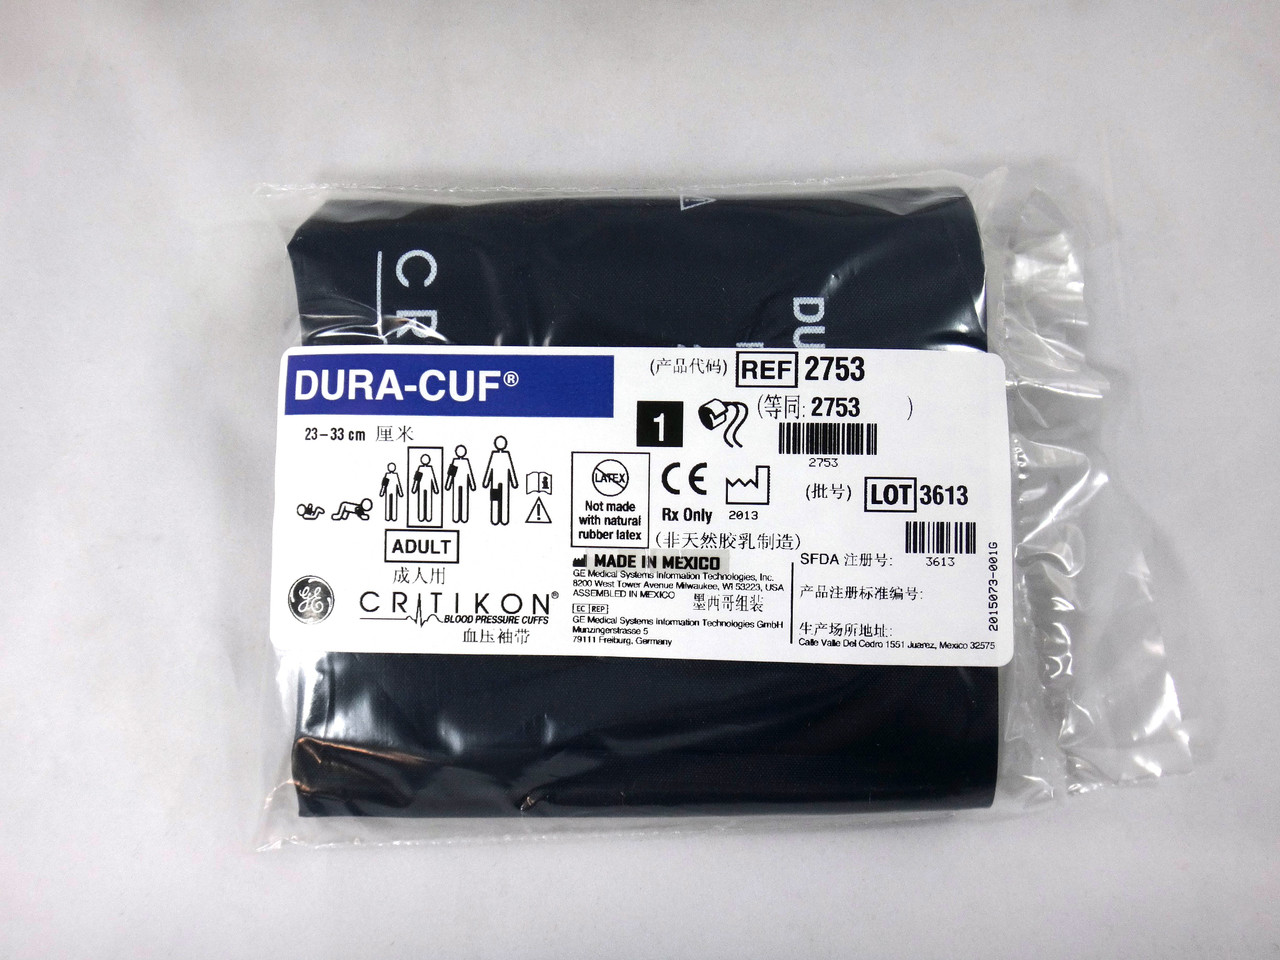 C R
DU
DURA-CUF®
(产品代码) REF 2753
1 (等同: 2753 )
2753
23–33 cm 厘米
LATEX
Not made
with natural
rubber latex
CE
Rx Only
2013
(批号) LOT 3613
3613
(非天然胶乳制造)
ADULT
成人用
GE
CRITIKON®
BLOOD PRESSURE CUFFS
血压袖带
MADE IN MEXICO
GE Medical Systems Information Technologies, Inc.
8200 West Tower Avenue Milwaukee, WI 53223, USA
ASSEMBLED IN MEXICO 墨西哥组装
EC REP
GE Medical Systems Information Technologies GmbH
Munzingerstrasse 5
79111 Freiburg, Germany
SFDA 注册号:
产品注册标准编号:
生产场所地址:
Calle Valle Del Cedro 1551 Juarez, Mexico 32575
2015073-001G